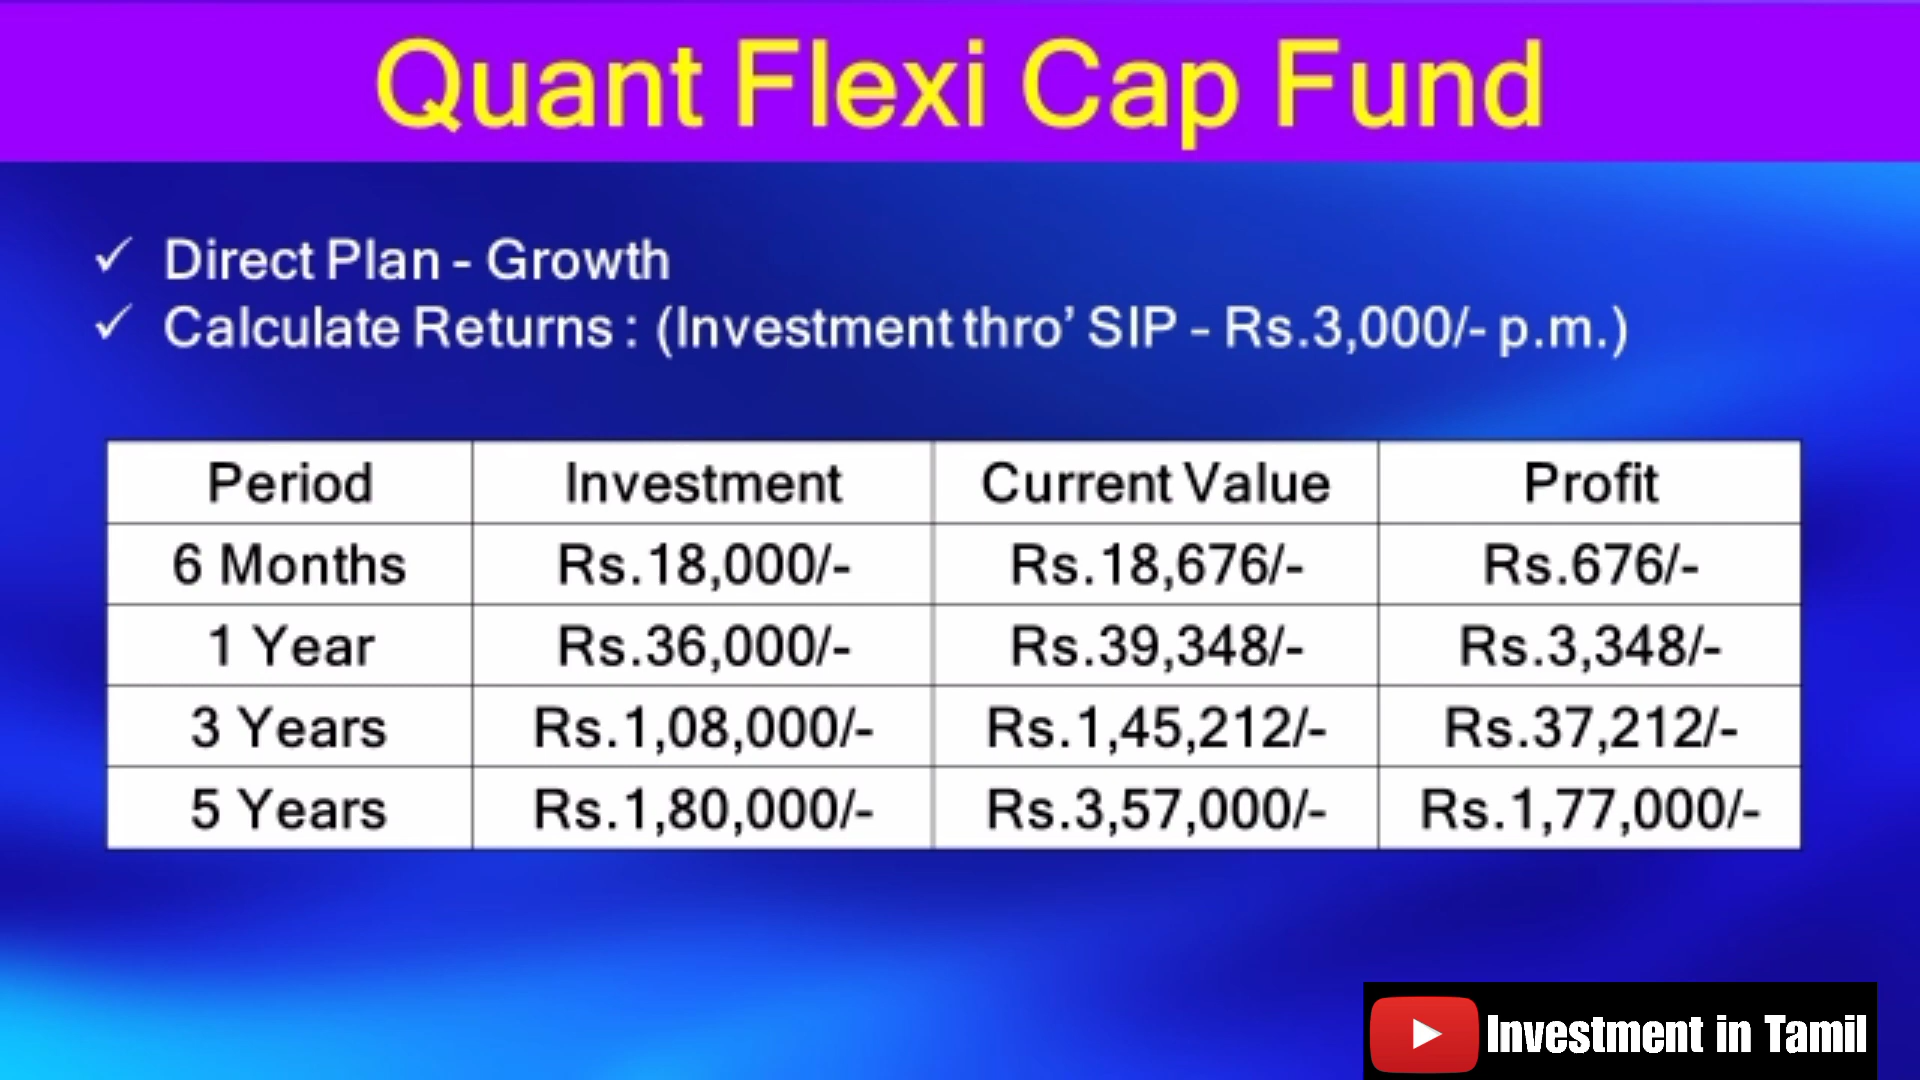 Quant Flexi Cap Fund
✓ Direct Plan - Growth
✓ Calculate Returns : (Investment thro’ SIP - Rs.3,000/- p.m.)
Period Investment Current Value Profit
6 Months Rs.18,000/- Rs.18,676/- Rs.676/-
1 Year Rs.36,000/- Rs.39,348/- Rs.3,348/-
3 Years Rs.1,08,000/- Rs.1,45,212/- Rs.37,212/-
5 Years Rs.1,80,000/- Rs.3,57,000/- Rs.1,77,000/-
Investment in Tamil